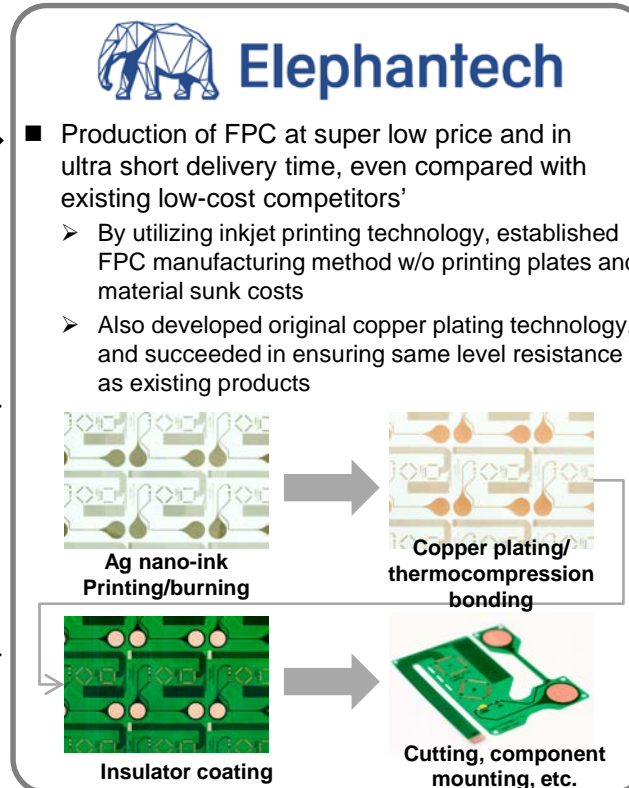 Elephantech
■ Production of FPC at super low price and in
ultra short delivery time, even compared with
existing low-cost competitors’
➢ By utilizing inkjet printing technology, established
FPC manufacturing method w/o printing plates and
material sunk costs
➢ Also developed original copper plating technology,
and succeeded in ensuring same level resistance
as existing products
Ag nano-ink
Printing/burning
Copper plating/
thermocompression
bonding
Insulator coating
Cutting, component
mounting, etc.